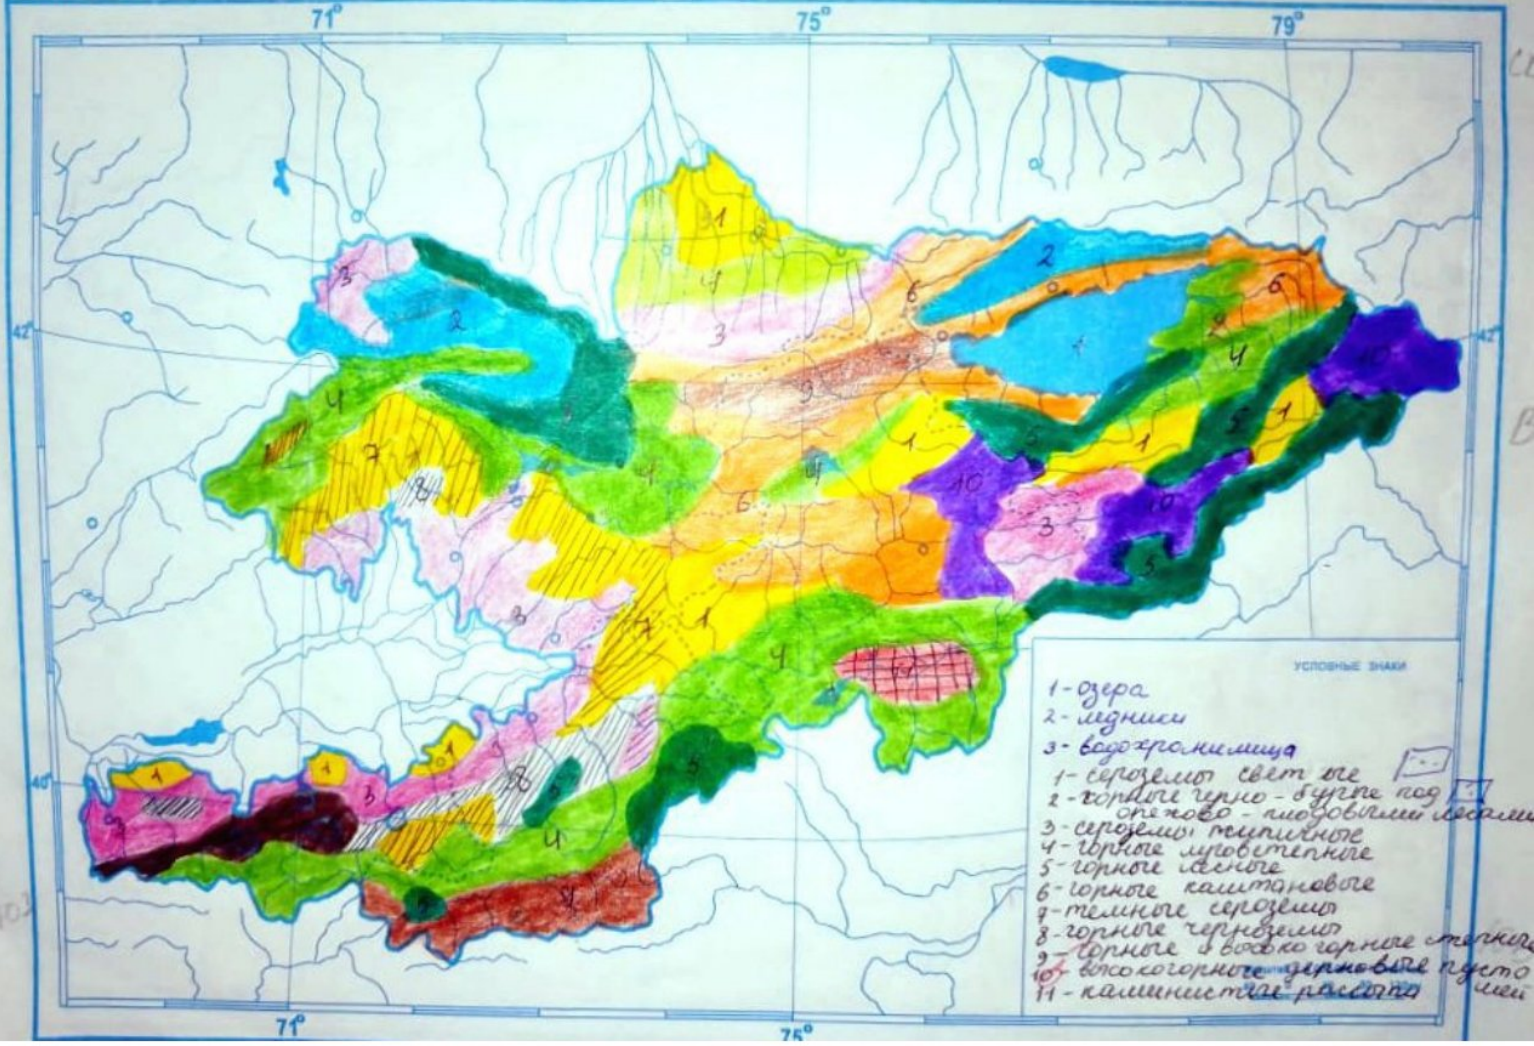 71° 75° 79°
42° 42°
40°
71° 75°
УСЛОВНЫЕ ЗНАКИ
1 - озера
2 - ледники
3 - водохранилища
1 - сероземы светлые
2 - горные черно-бурые под
орехово-плодовыми лесами
3 - сероземы типичные
4 - горные луговостепные
5 - горные лесные
6 - горные каштановые
7 - темные сероземы
8 - горные черноземы
9 - горные и высокогорные степные
10 - высокогорные дерновые пусто
11 - каменистые россыпи